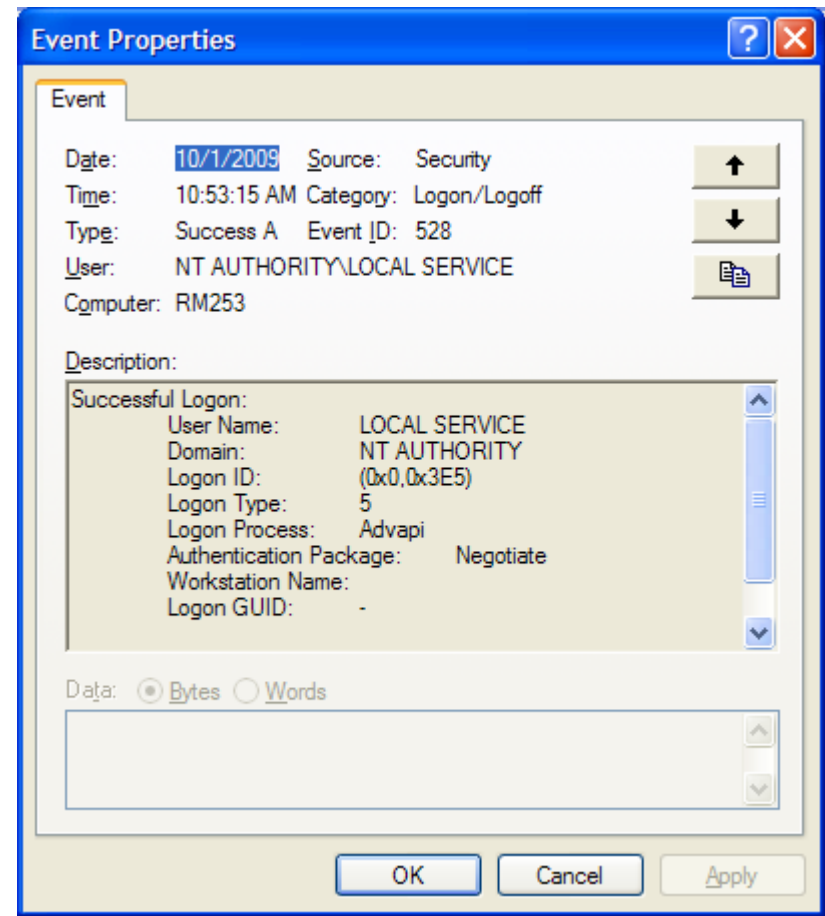 Event Properties
Event
Date: 10/1/2009 Source: Security
Time: 10:53:15 AM Category: Logon/Logoff
Type: Success A Event ID: 528
User: NT AUTHORITY\LOCAL SERVICE
Computer: RM253
Description:
Successful Logon:
User Name: LOCAL SERVICE
Domain: NT AUTHORITY
Logon ID: (0x0,0x3E5)
Logon Type: 5
Logon Process: Advapi
Authentication Package: Negotiate
Workstation Name:
Logon GUID: -
Data: Bytes Words
OK Cancel Apply